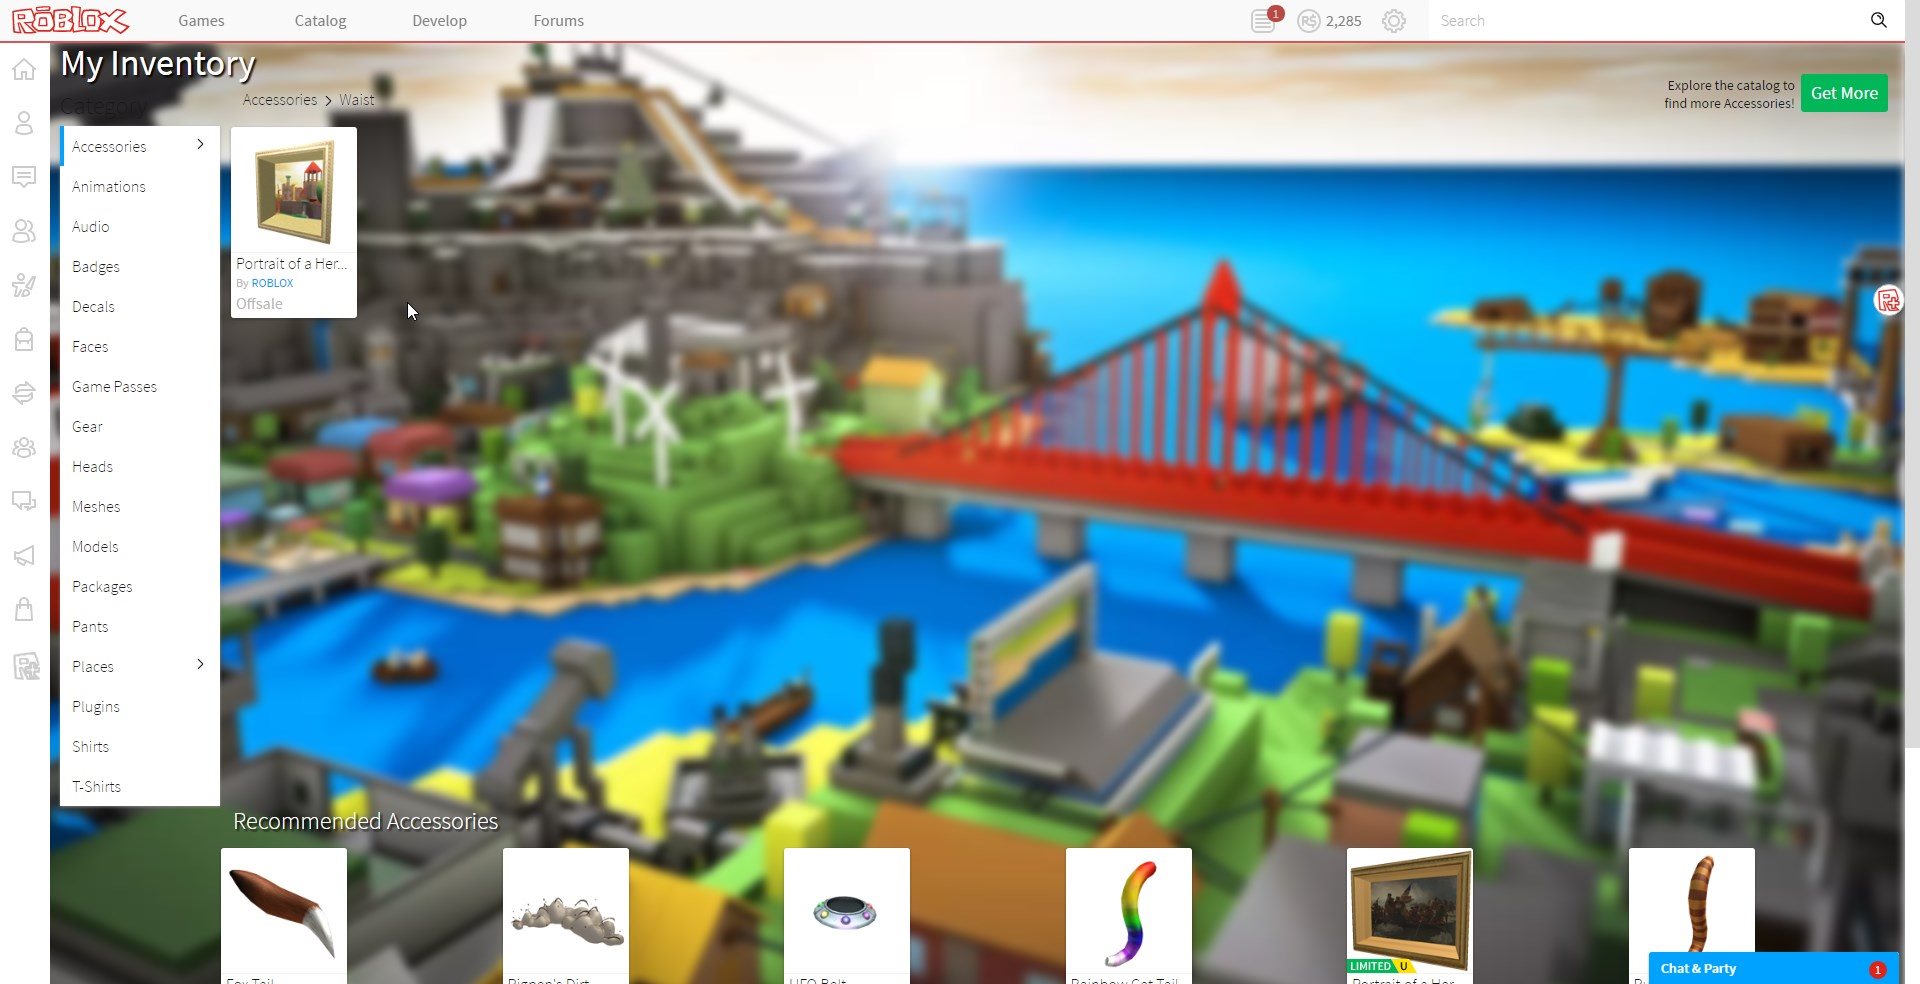 ROBLOX
Games
Catalog
Develop
Forums
1
R$ 2,285
Search
My Inventory
Category
Accessories > Waist
Explore the catalog to
find more Accessories!
Get More
Accessories
Animations
Audio
Badges
Decals
Faces
Game Passes
Gear
Heads
Meshes
Models
Packages
Pants
Places
Plugins
Shirts
T-Shirts
Portrait of a Her...
By ROBLOX
Offsale
R+
Recommended Accessories
LIMITED U
Fox Tail
Pigpen's Dirt
UFO Belt
Rainbow Cat Tail
Portrait of a Her
Chat & Party
1